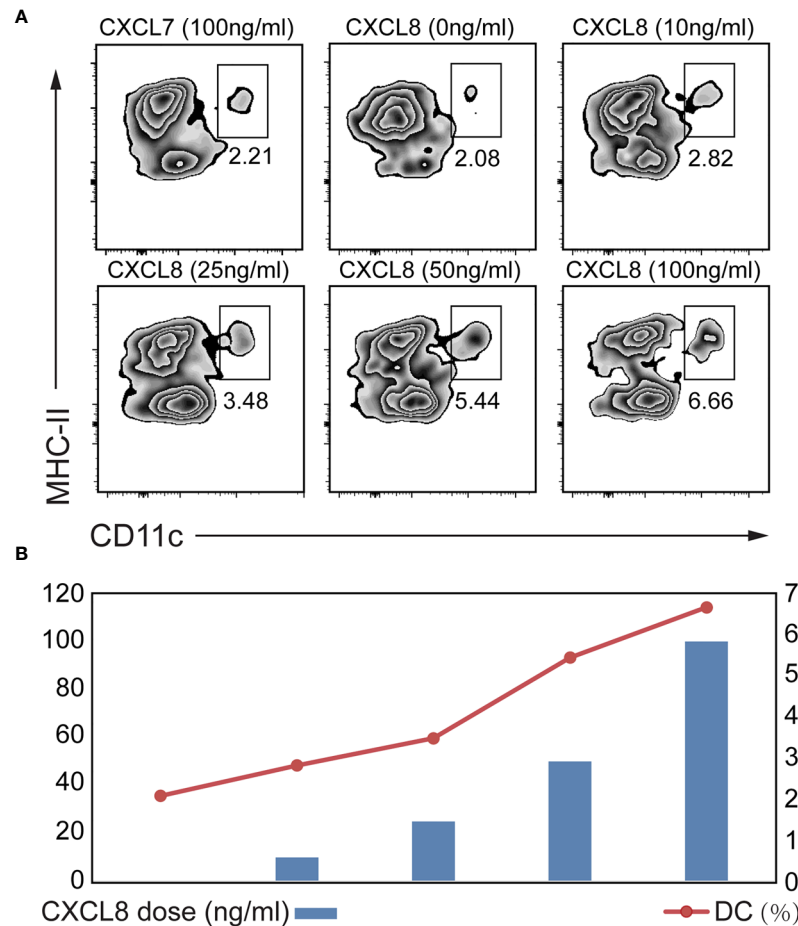 A
CXCL7 (100ng/ml) CXCL8 (0ng/ml) CXCL8 (10ng/ml)
2.21 2.08 2.82
CXCL8 (25ng/ml) CXCL8 (50ng/ml) CXCL8 (100ng/ml)
3.48 5.44 6.66
MHC-II
CD11c
B
120 7
100 6
80 5
60 4
40 3
20 2
0 1
0
CXCL8 dose (ng/ml) DC (%)